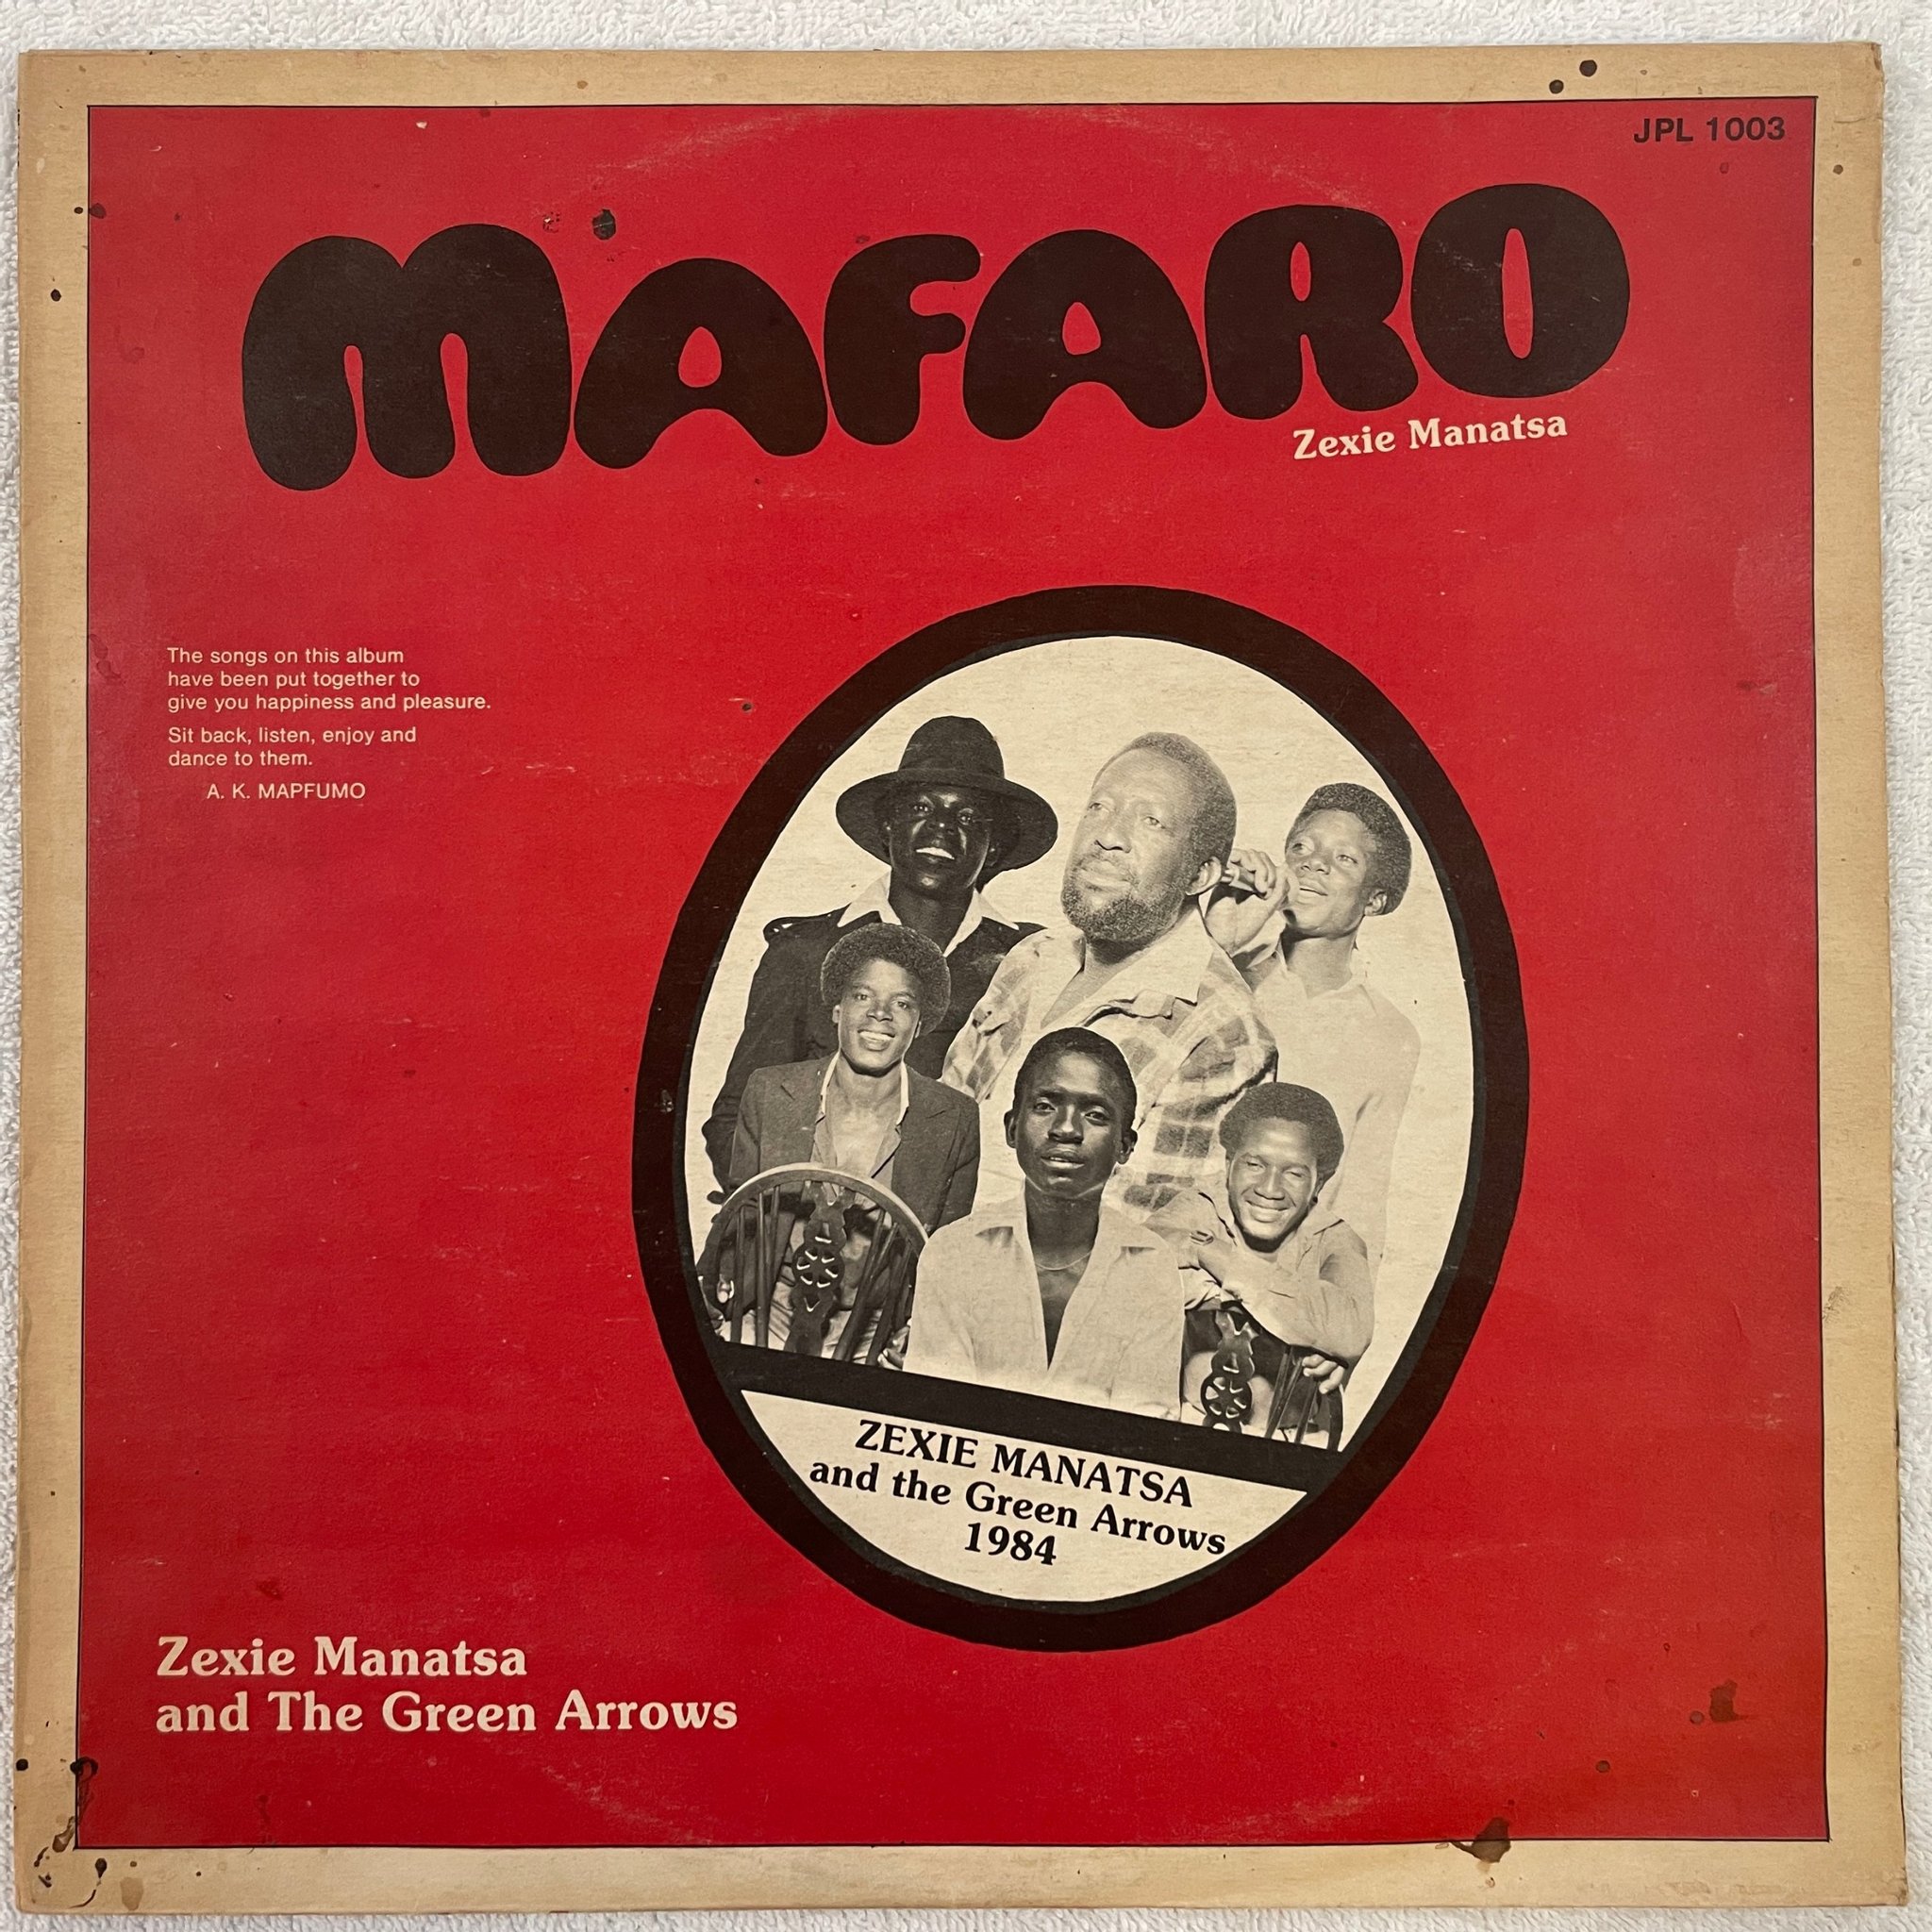 JPL 1003
MAFARO
Zexie Manatsa
The songs on this album
have been put together to
give you happiness and pleasure.
Sit back, listen, enjoy and
dance to them.
A. K. MAPFUMO
ZEXIE MANATSA
and the Green Arrows
1984
Zexie Manatsa
and The Green Arrows